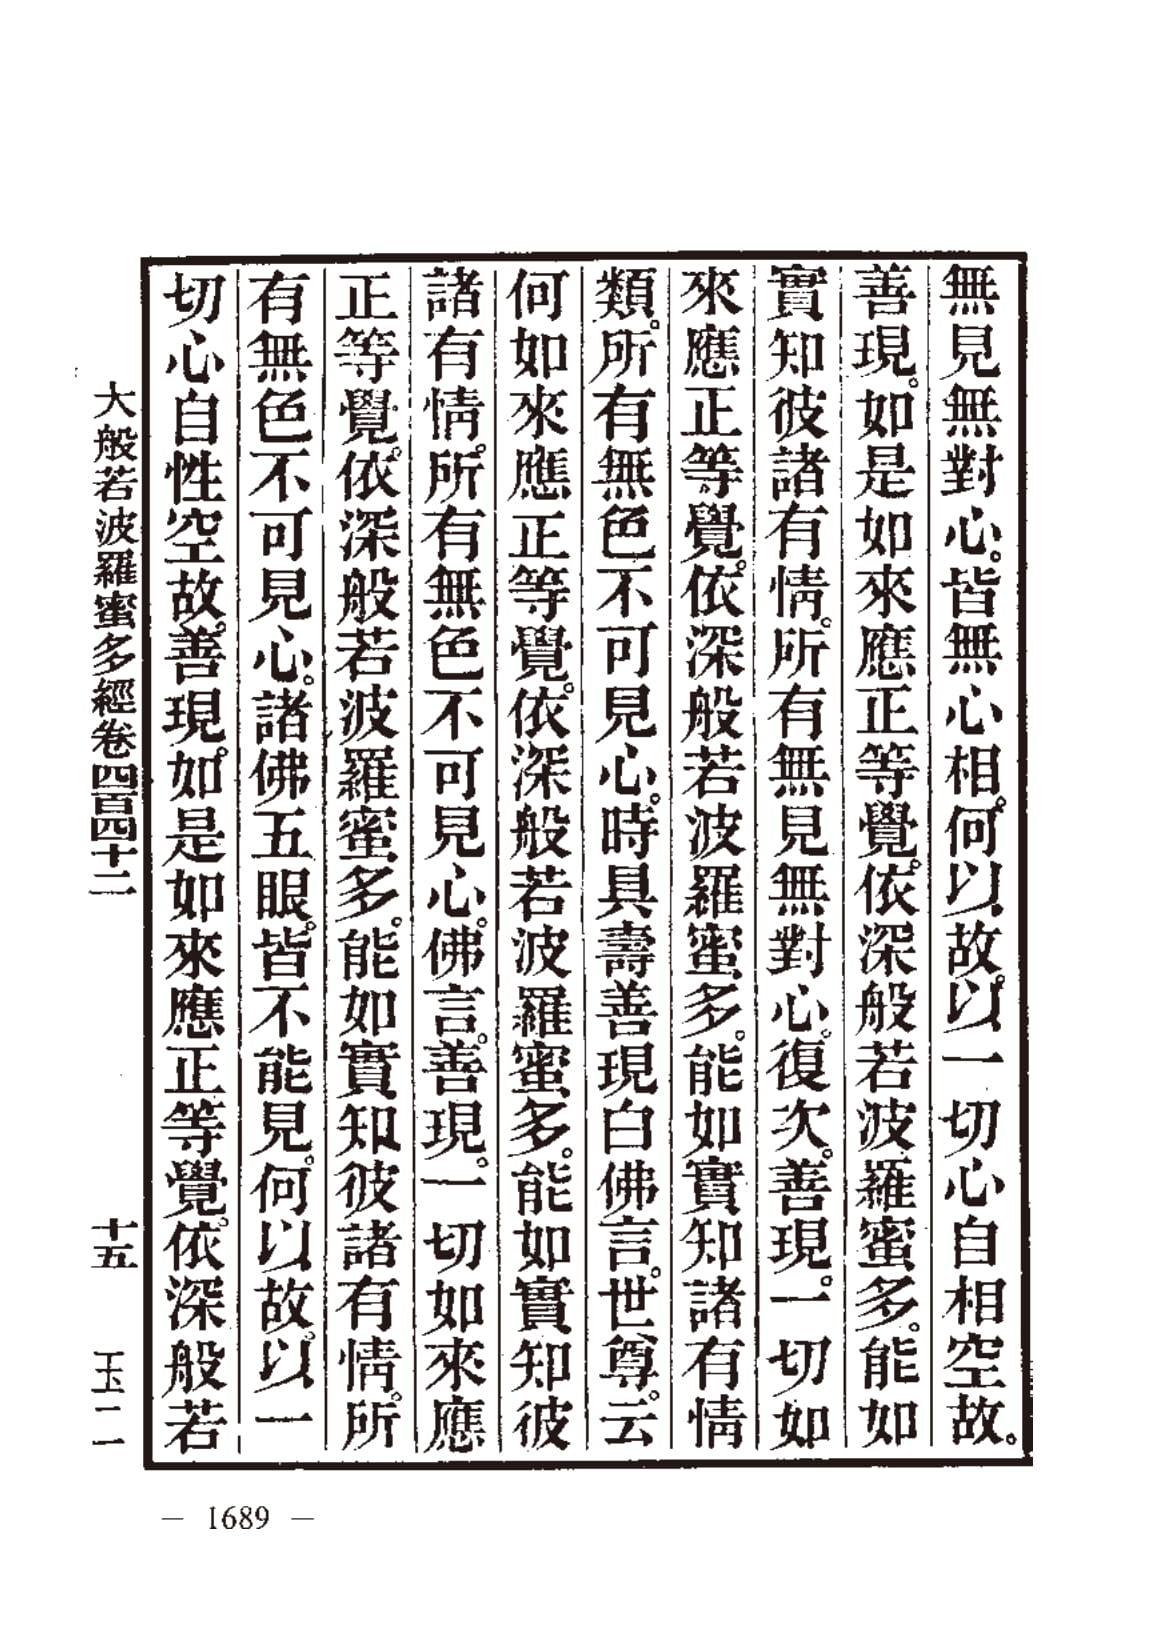 無見無對心。皆無心相。何以故。以一切心自相空故。
善現。如是如來應正等覺。依深般若波羅蜜多。能如
實知彼諸有情。所有無見無對心。復次。善現。一切如
來應正等覺。依深般若波羅蜜多。能如實知諸有情
類。所有無色不可見心。時具壽善現白佛言。世尊。云
何如來應正等覺。依深般若波羅蜜多。能如實知彼
諸有情。所有無色不可見心。佛言。善現。一切如來應
正等覺。依深般若波羅蜜多。能如實知彼諸有情。所
有無色不可見心。諸佛五眼。皆不能見。何以故。以一
切心自性空故。善現。如是如來應正等覺。依深般若
大般若波羅蜜多經卷四百四十二 十五 玉二
— 1689 —